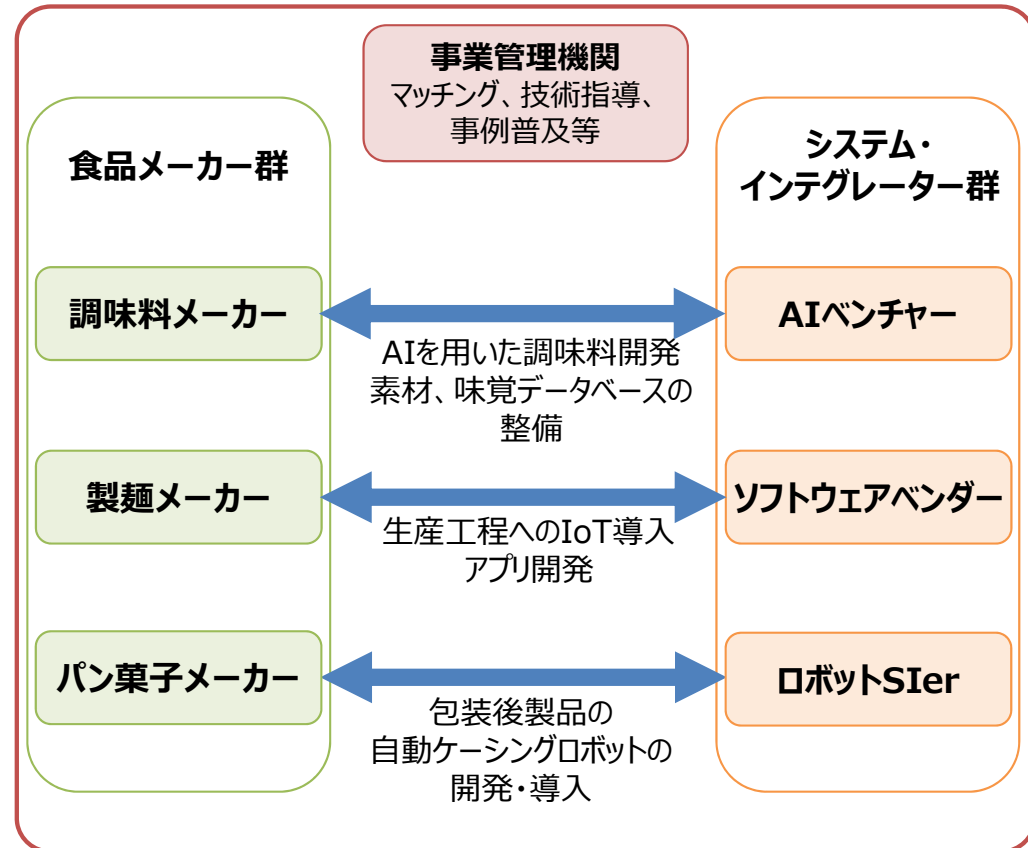 事業管理機関
マッチング、技術指導、
事例普及等
食品メーカー群
システム・
インテグレーター群
調味料メーカー
AIベンチャー
AIを用いた調味料開発
素材、味覚データベースの
整備
製麺メーカー
ソフトウェアベンダー
生産工程へのIoT導入
アプリ開発
パン菓子メーカー
ロボットSIer
包装後製品の
自動ケーシングロボットの
開発・導入